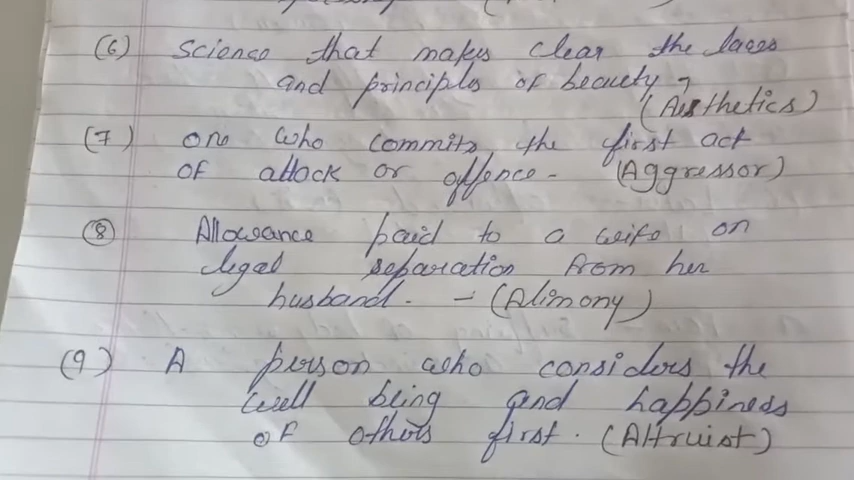 (6) Science that makes clear the laws
and principles of beauty -
(Aesthetics)
(7) one who commits the first act
of attack or offence - (Aggressor)
(8) Allowance paid to a wife on
legal separation from her
husband. - (Alimony)
(9) A person who considers the
well being and happiness
of others first. (Altruist)